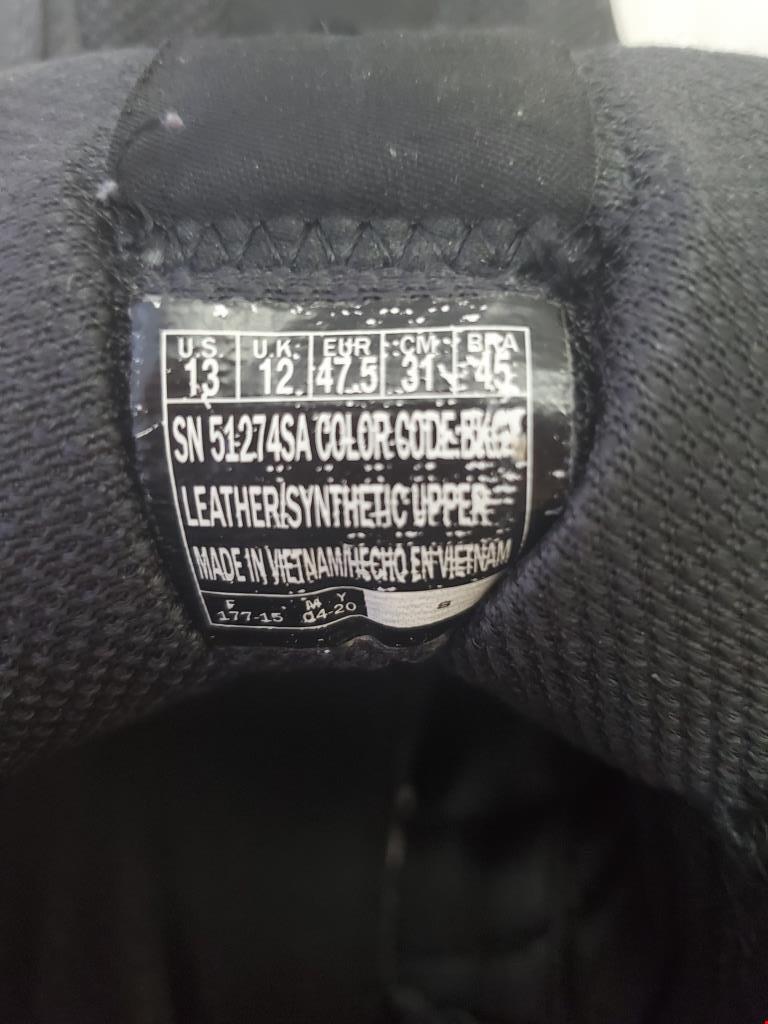 U.S. U.K. EUR CM BRA
13 12 47.5 31 45
SN 51274SA COLOR CODE:
LEATHER/SYNTHETIC UPPER
MADE IN VIETNAM/HECHO EN VIETNAM
F M Y
177-15 04-20